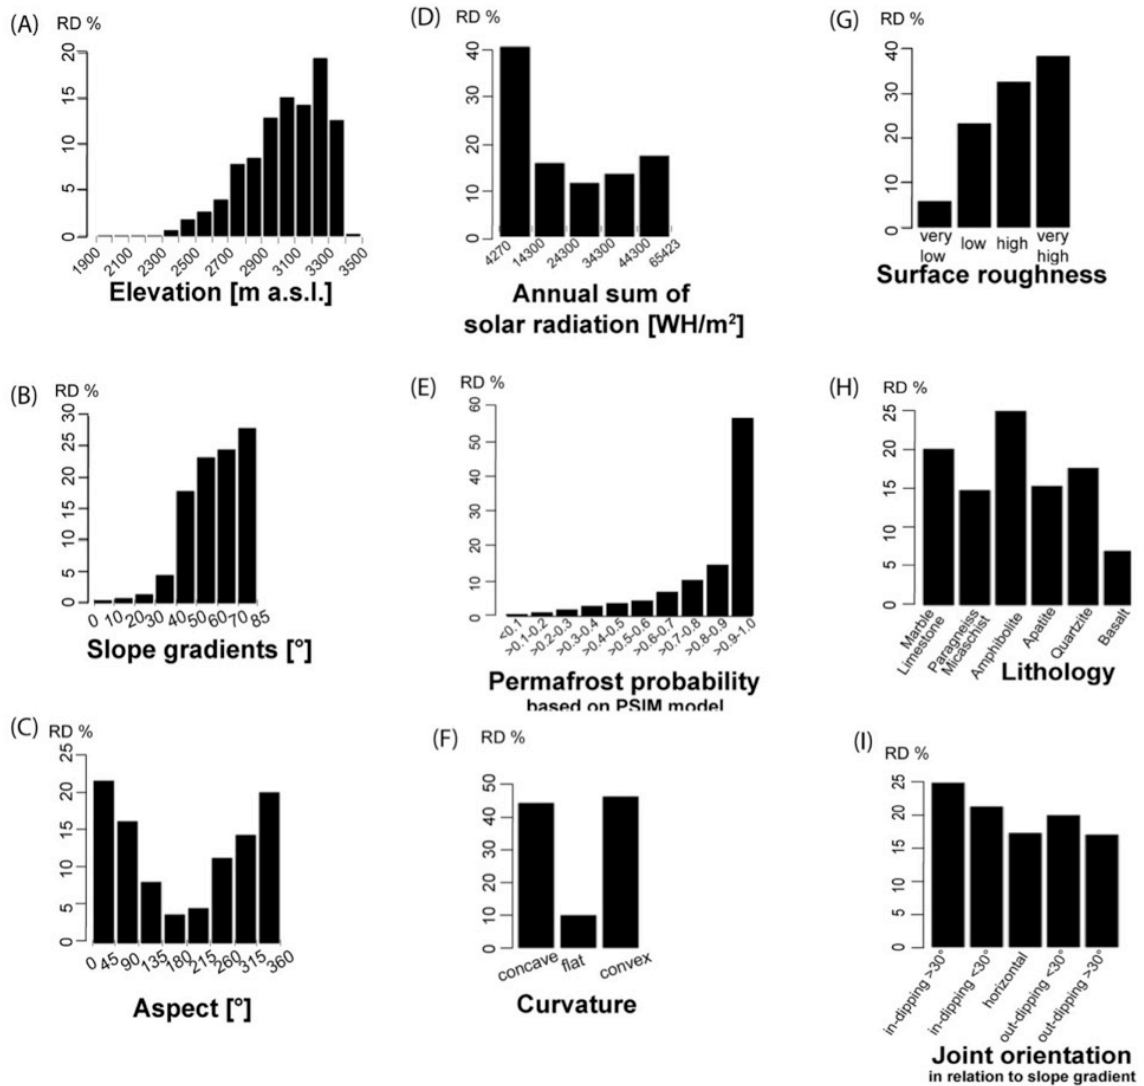 (A) RD %
20
15
10
5
0
1900 2100 2300 2500 2700 2900 3100 3300 3500
Elevation [m a.s.l.]
(B) RD %
30
25
20
15
10
5
0
0 10 20 30 40 50 60 70 85
Slope gradients [°]
(C) RD %
25
20
15
10
5
0
0 45 90 135 180 215 260 315 360
Aspect [°]
(D) RD %
40
30
20
10
0
4270 14300 24300 34300 44300 65423
Annual sum of
solar radiation [WH/m²]
(E) RD %
60
50
40
30
20
10
0
<0.1 >0.1-0.2 >0.2-0.3 >0.3-0.4 >0.4-0.5 >0.5-0.6 >0.6-0.7 >0.7-0.8 >0.8-0.9 >0.9-1.0
Permafrost probability
based on PSIM model
(F) RD %
50
40
30
20
10
0
concave flat convex
Curvature
(G) RD %
40
30
20
10
0
very low high very
low high
Surface roughness
(H) RD %
25
20
15
10
5
0
Marble
Limestone
Paragneiss
Micaschist
Amphibolite
Apatite
Quartzite
Basalt
Lithology
(I) RD %
25
20
15
10
5
0
in-dipping >30°
in-dipping <30°
horizontal
out-dipping <30°
out-dipping >30°
Joint orientation
in relation to slope gradient